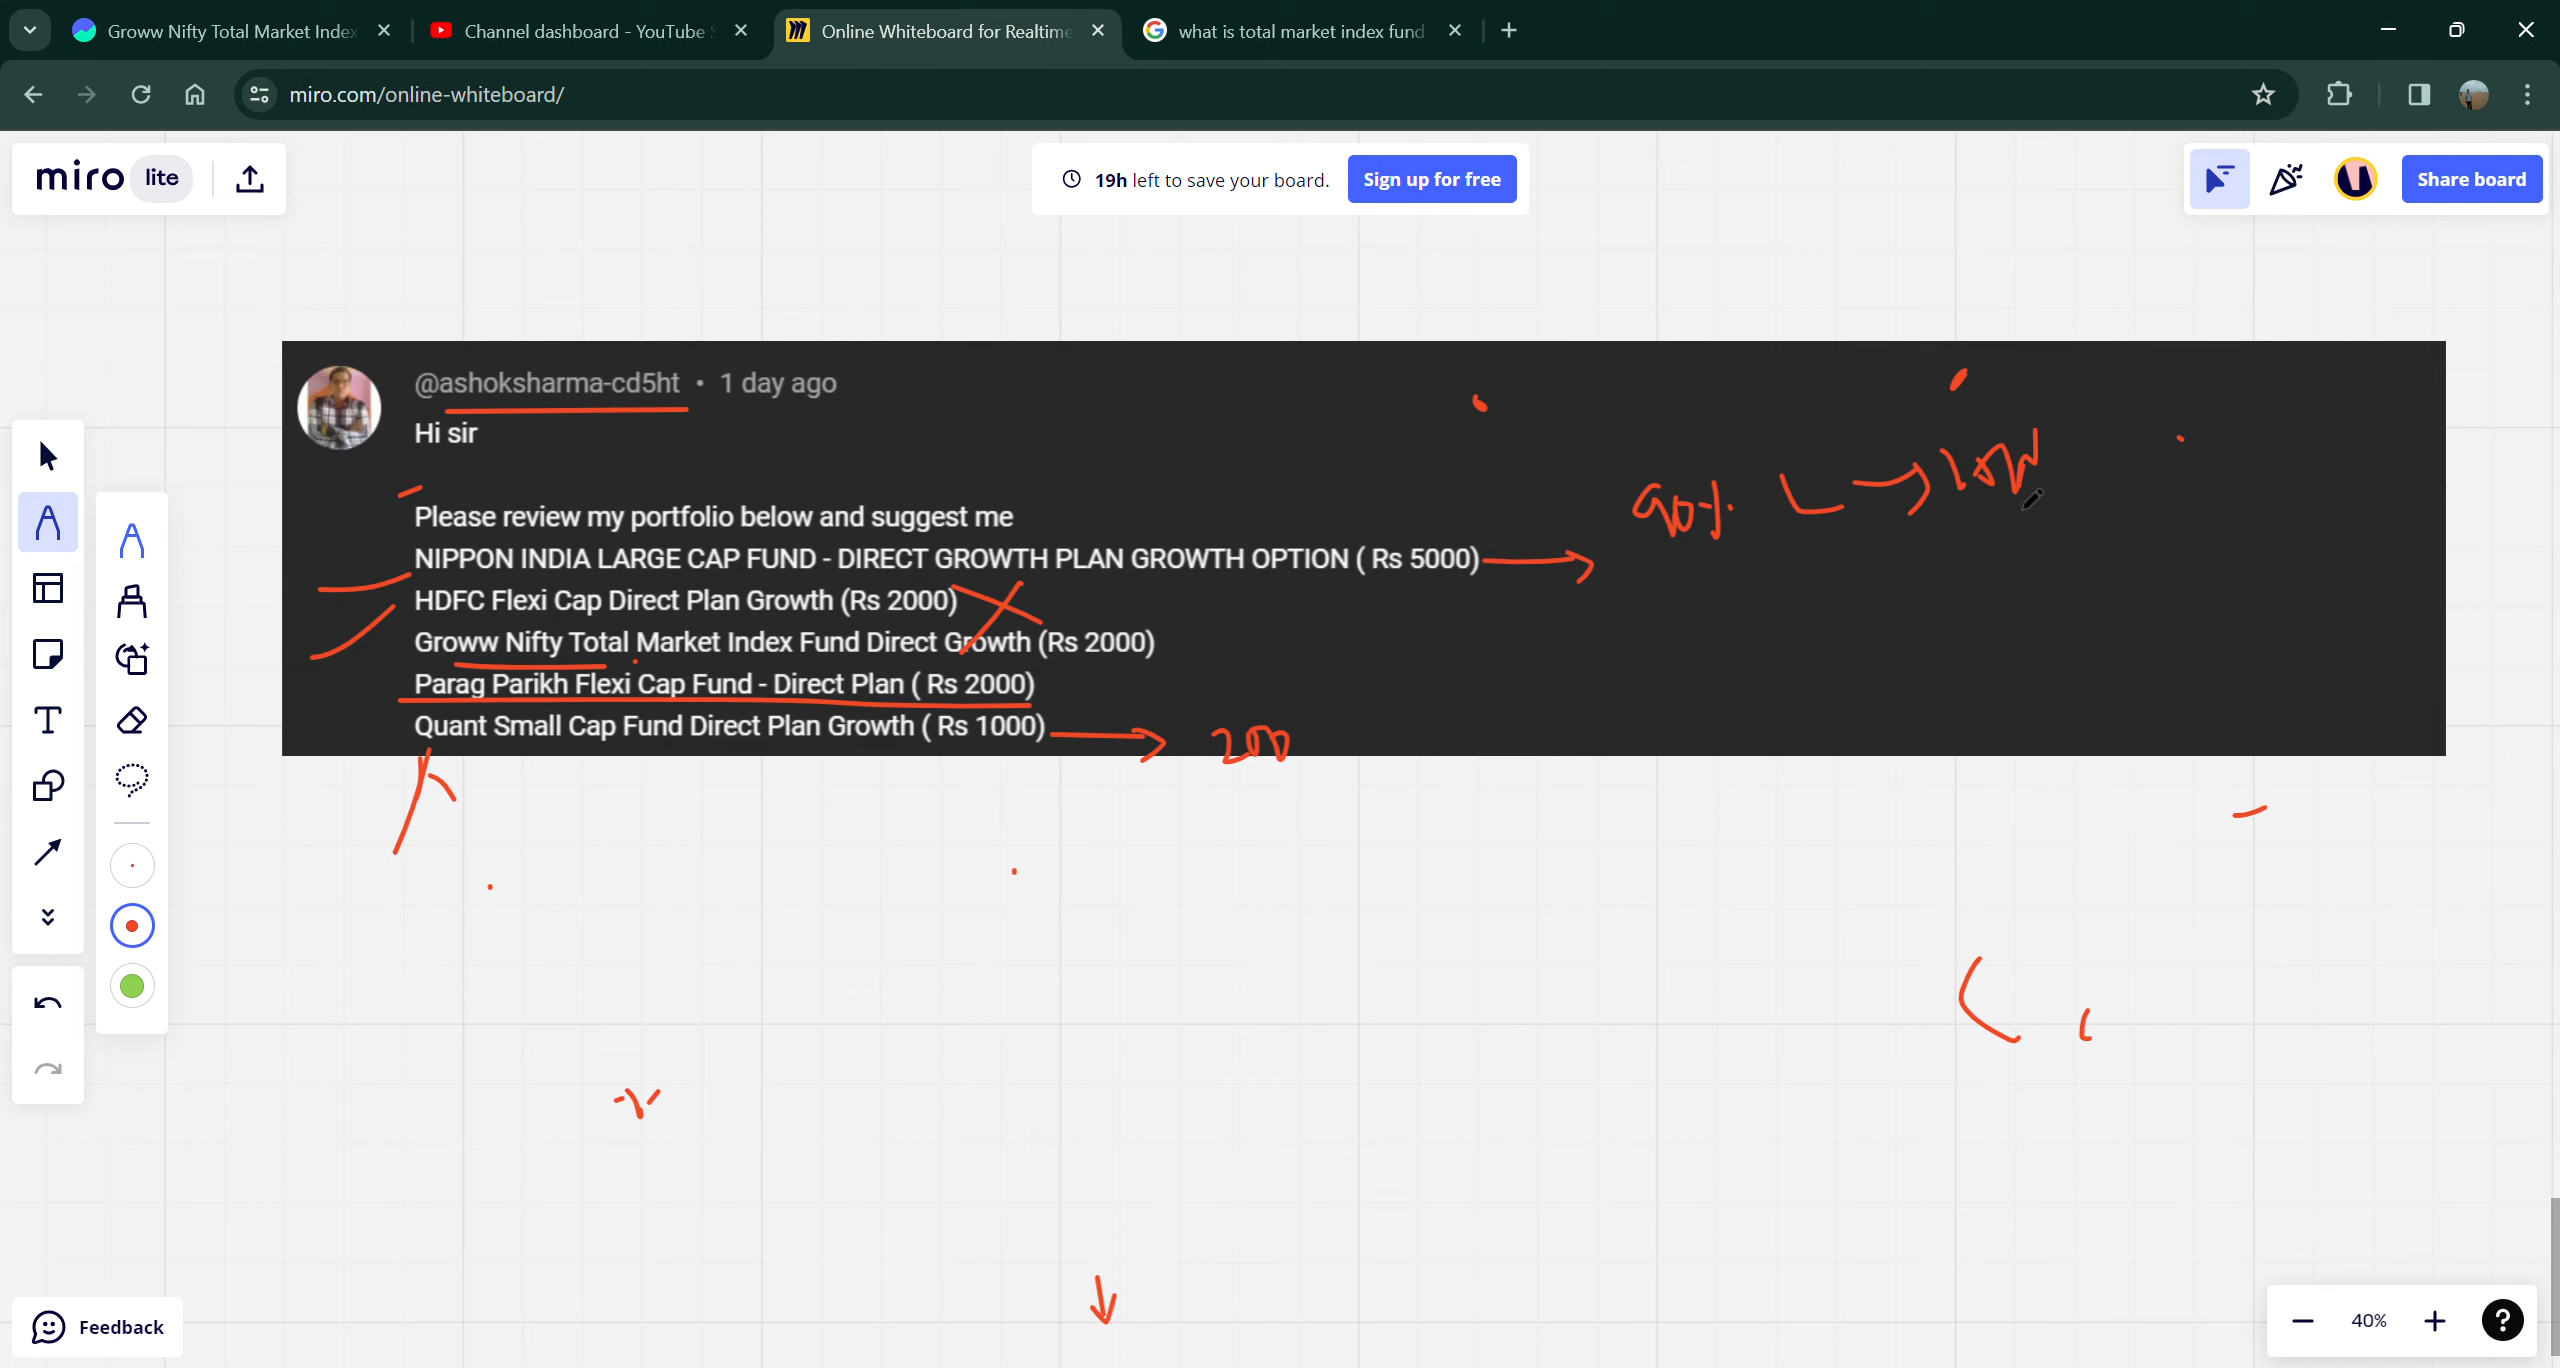 Groww Nifty Total Market Index
Channel dashboard - YouTube S
Online Whiteboard for Realtime
what is total market index fund
miro.com/online-whiteboard/
miro lite
19h left to save your board.
Sign up for free
Share board
@ashoksharma-cd5ht • 1 day ago
Hi sir
Please review my portfolio below and suggest me
NIPPON INDIA LARGE CAP FUND - DIRECT GROWTH PLAN GROWTH OPTION ( Rs 5000)
HDFC Flexi Cap Direct Plan Growth (Rs 2000)
Groww Nifty Total Market Index Fund Direct Growth (Rs 2000)
Parag Parikh Flexi Cap Fund - Direct Plan ( Rs 2000)
Quant Small Cap Fund Direct Plan Growth ( Rs 1000)
90% L
200
Feedback
40%